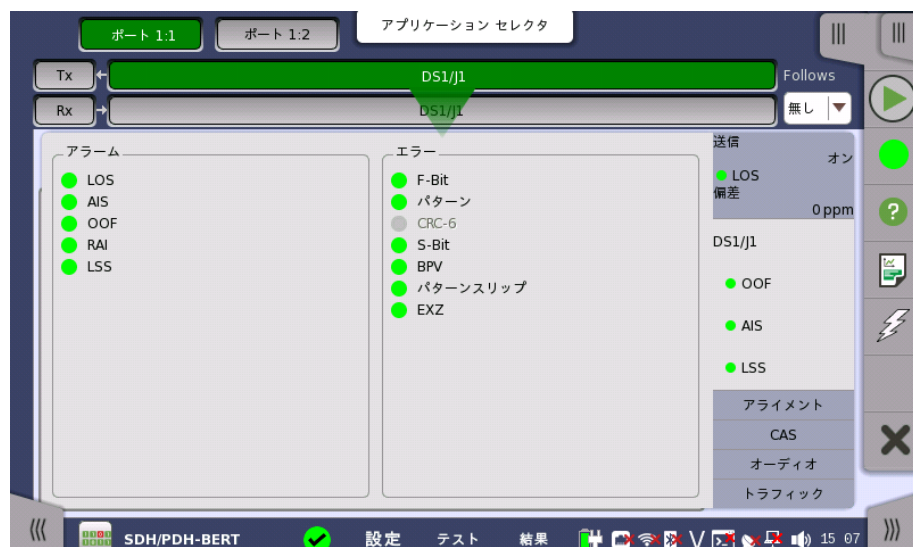 アプリケーション セレクタ
ポート 1:1
ポート 1:2
Tx
DS1/J1
Follows
Rx
DS1/J1
無し
アラーム
LOS
AIS
OOF
RAI
LSS
エラー
F-Bit
パターン
CRC-6
S-Bit
BPV
パターンスリップ
EXZ
送信
オン
LOS
偏差
0 ppm
DS1/J1
OOF
AIS
LSS
アライメント
CAS
オーディオ
トラフィック
SDH/PDH-BERT
設定
テスト
結果
V
15 07